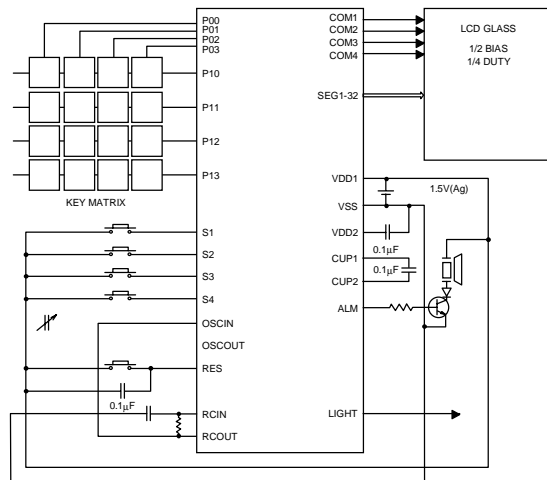 P00
P01
P02
P03
P10
P11
P12
P13
KEY MATRIX
S1
S2
S3
S4
OSCIN
OSCOUT
RES
0.1µF
RCIN
RCOUT
COM1
COM2
COM3
COM4
SEG1-32
VDD1
VSS
VDD2
CUP1
CUP2
ALM
LIGHT
LCD GLASS
1/2 BIAS
1/4 DUTY
1.5V(Ag)
0.1µF
0.1µF